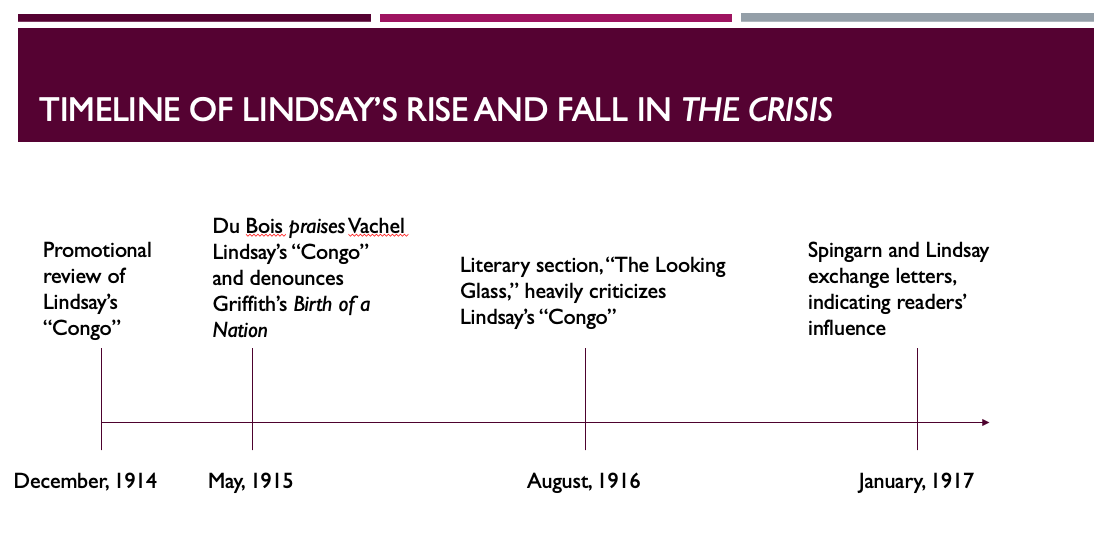 TIMELINE OF LINDSAY’S RISE AND FALL IN THE CRISIS
Promotional
review of
Lindsay’s
“Congo”
Du Bois praises Vachel
Lindsay’s “Congo”
and denounces
Griffith’s Birth of a
Nation
Literary section, “The Looking
Glass,” heavily criticizes
Lindsay’s “Congo”
Spingarn and Lindsay
exchange letters,
indicating readers’
influence
December, 1914
May, 1915
August, 1916
January, 1917